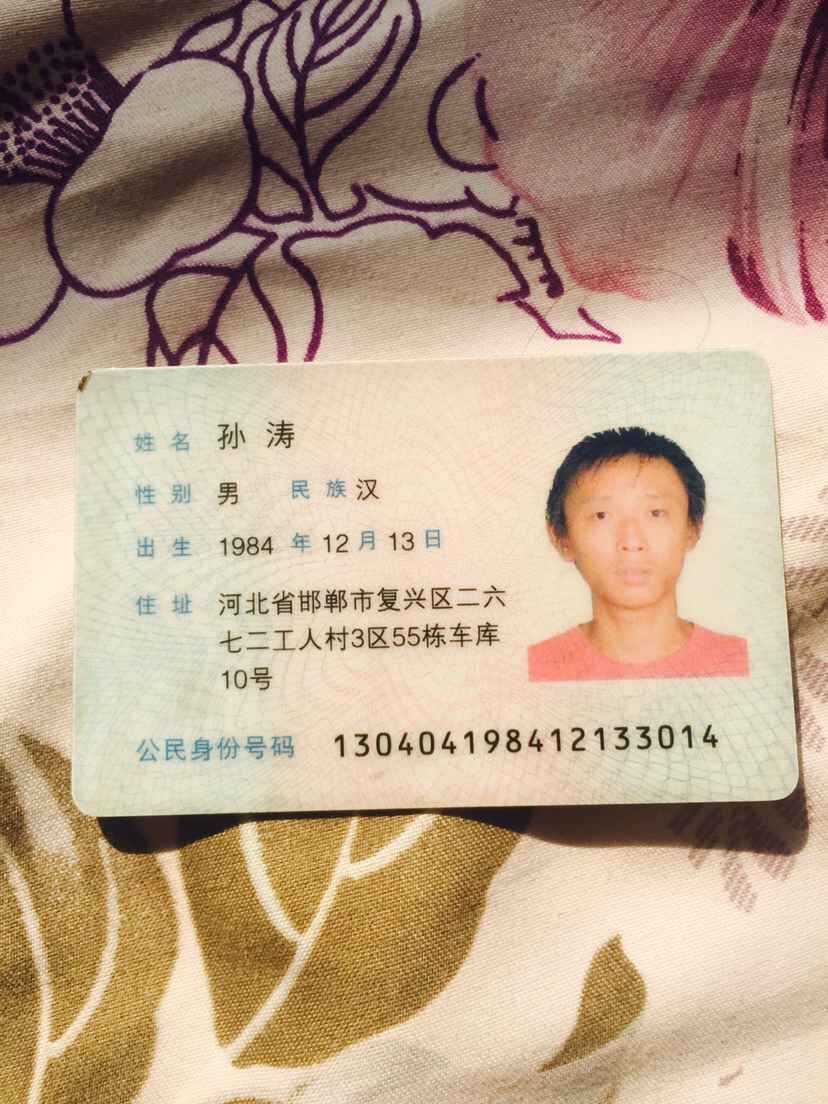 姓名 孙涛
性别 男 民族 汉
出生 1984 年 12 月 13 日
住址 河北省邯郸市复兴区二六
七二工人村3区55栋车库
10号
公民身份号码 130404198412133014